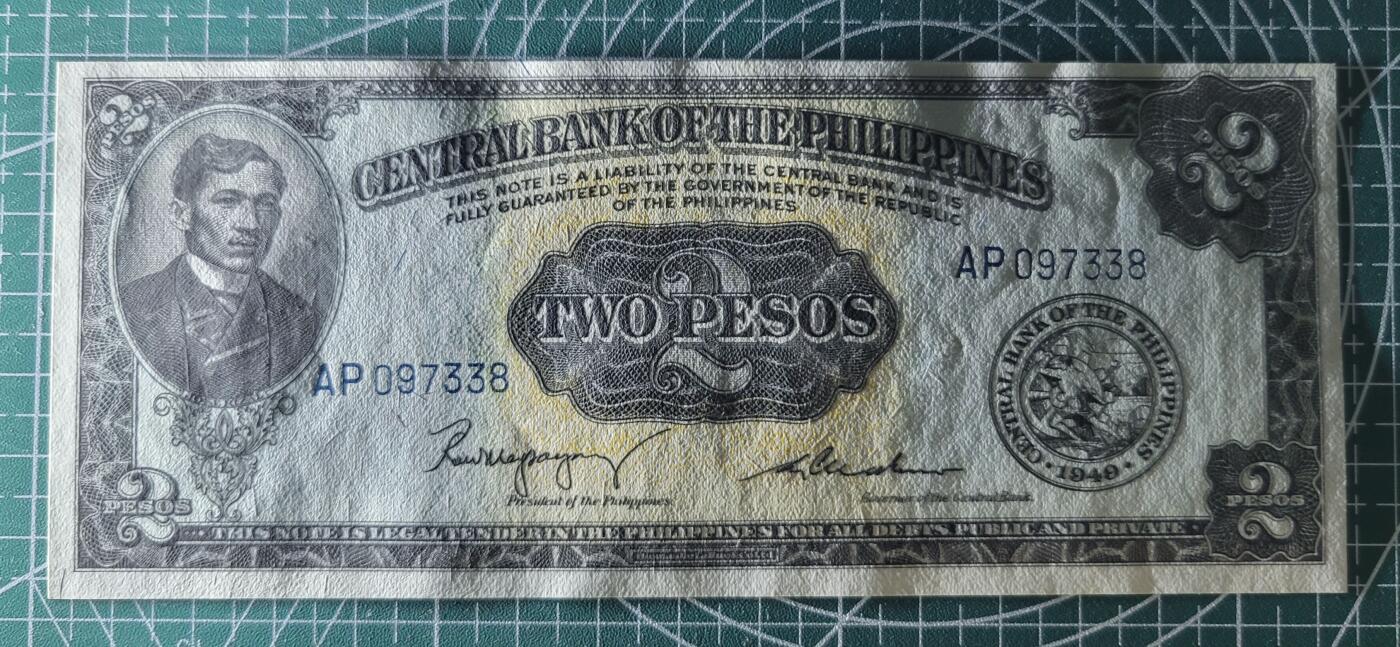 2 PESOS
2 PESOS
CENTRAL BANK OF THE PHILIPPINES
THIS NOTE IS A LIABILITY OF THE CENTRAL BANK AND IS
FULLY GUARANTEED BY THE GOVERNMENT OF THE REPUBLIC
OF THE PHILIPPINES
AP 097338
2
TWO PESOS
AP 097338
CENTRAL BANK OF THE PHILIPPINES
· 1949 ·
President of the Philippines
Governor of the Central Bank
2 PESOS
2 PESOS
THIS NOTE IS LEGAL TENDER IN THE PHILIPPINES FOR ALL DEBTS PUBLIC AND PRIVATE